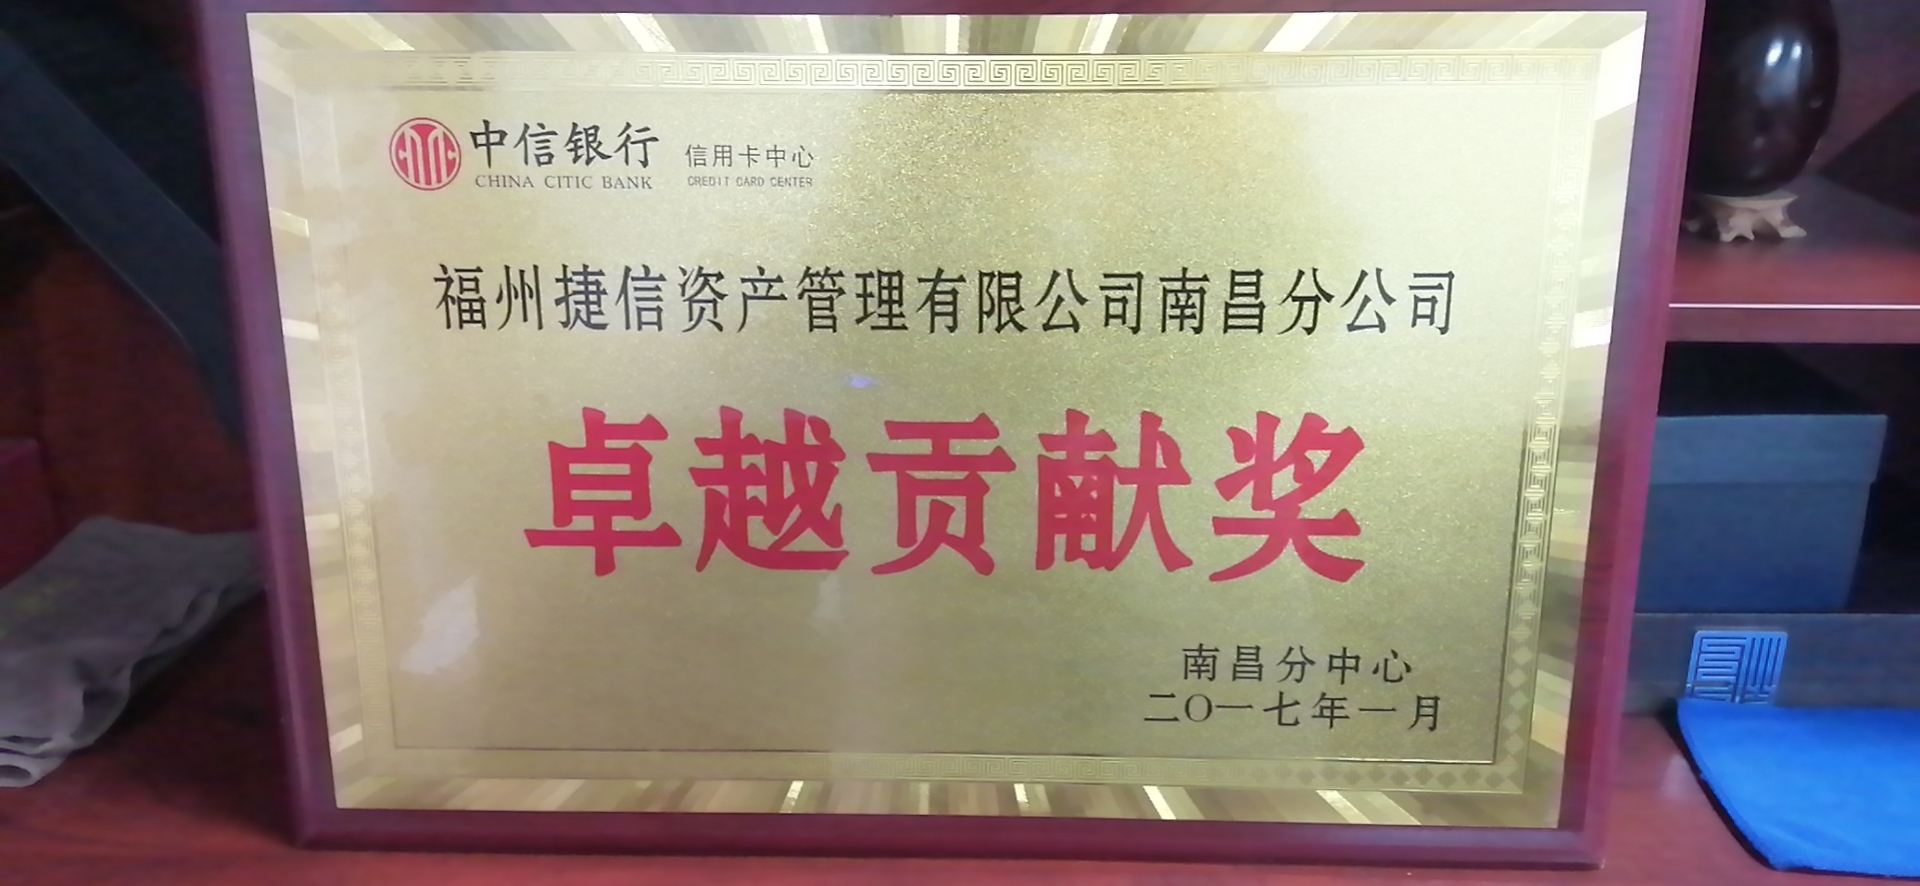 中信银行 信用卡中心
CHINA CITIC BANK CREDIT CARD CENTER
福州捷信资产管理有限公司南昌分公司
卓越贡献奖
南昌分中心
二〇一七年一月